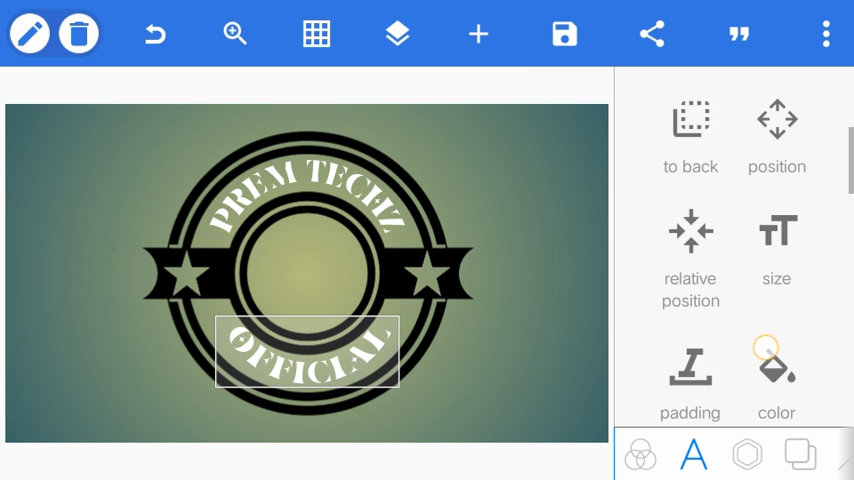 PREM TECHZ
OFFICIAL
to back
position
relative
position
size
padding
color